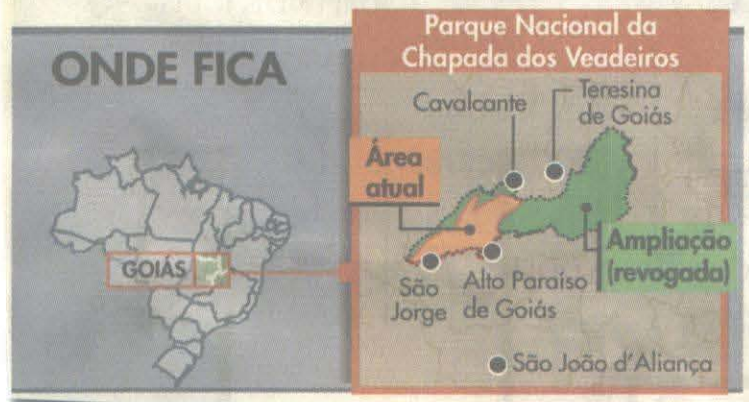 ONDE FICA
GOIÁS
Parque Nacional da
Chapada dos Veadeiros
Cavalcante
Teresina
de Goiás
Área
atual
Ampliação
(revogada)
São
Jorge
Alto Paraíso
de Goiás
São João d'Aliança